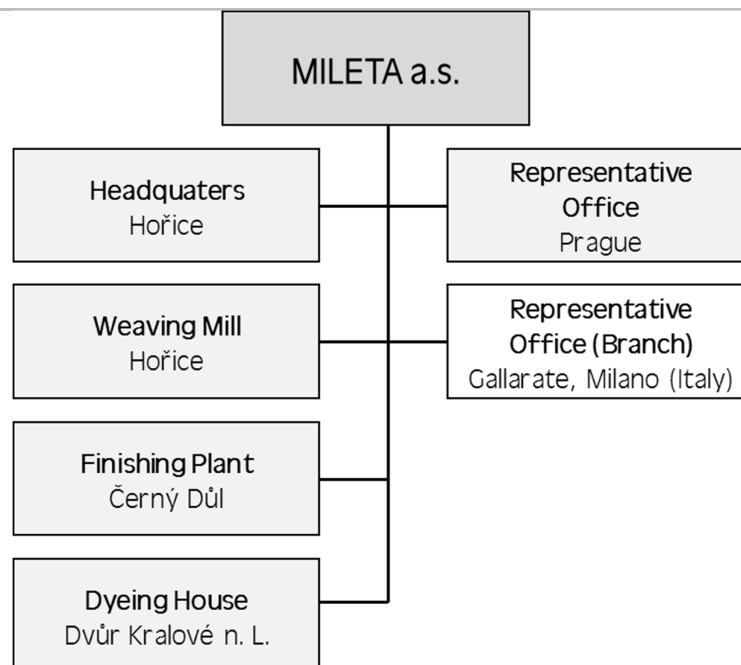 MILETA a.s.
Headquaters
Hořice
Representative
Office
Prague
Weaving Mill
Hořice
Representative
Office (Branch)
Gallarate, Milano (Italy)
Finishing Plant
Černý Důl
Dyeing House
Dvůr Kralové n. L.